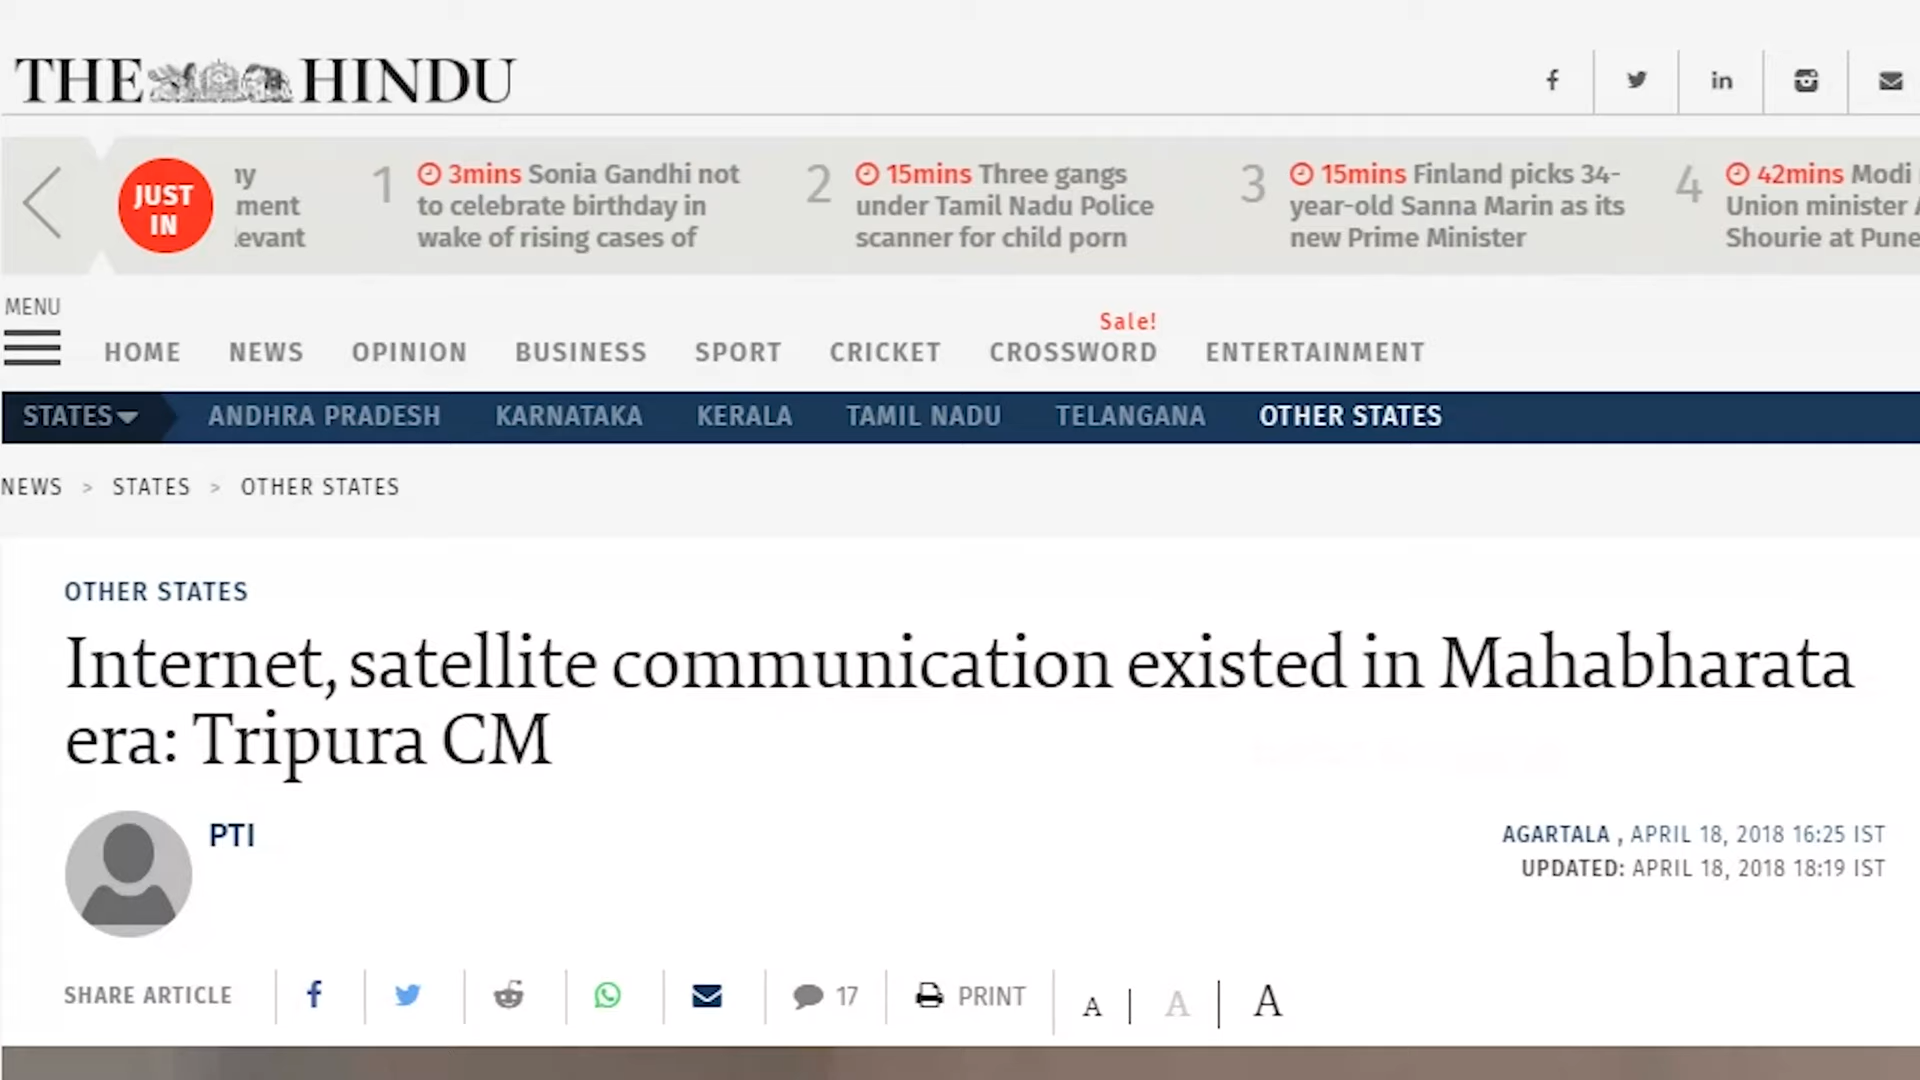 THE HINDU
JUST
IN
ment
1 3mins Sonia Gandhi not
to celebrate birthday in
wake of rising cases of
2 15mins Three gangs
under Tamil Nadu Police
scanner for child porn
3 15mins Finland picks 34-
year-old Sanna Marin as its
new Prime Minister
4 42mins Modi
Union minister A
Shourie at Pune
MENU
Sale!
HOME NEWS OPINION BUSINESS SPORT CRICKET CROSSWORD ENTERTAINMENT
STATES ANDHRA PRADESH KARNATAKA KERALA TAMIL NADU TELANGANA OTHER STATES
NEWS > STATES > OTHER STATES
OTHER STATES
Internet, satellite communication existed in Mahabharata
era: Tripura CM
PTI
AGARTALA , APRIL 18, 2018 16:25 IST
UPDATED: APRIL 18, 2018 18:19 IST
SHARE ARTICLE 17 PRINT A | A | A